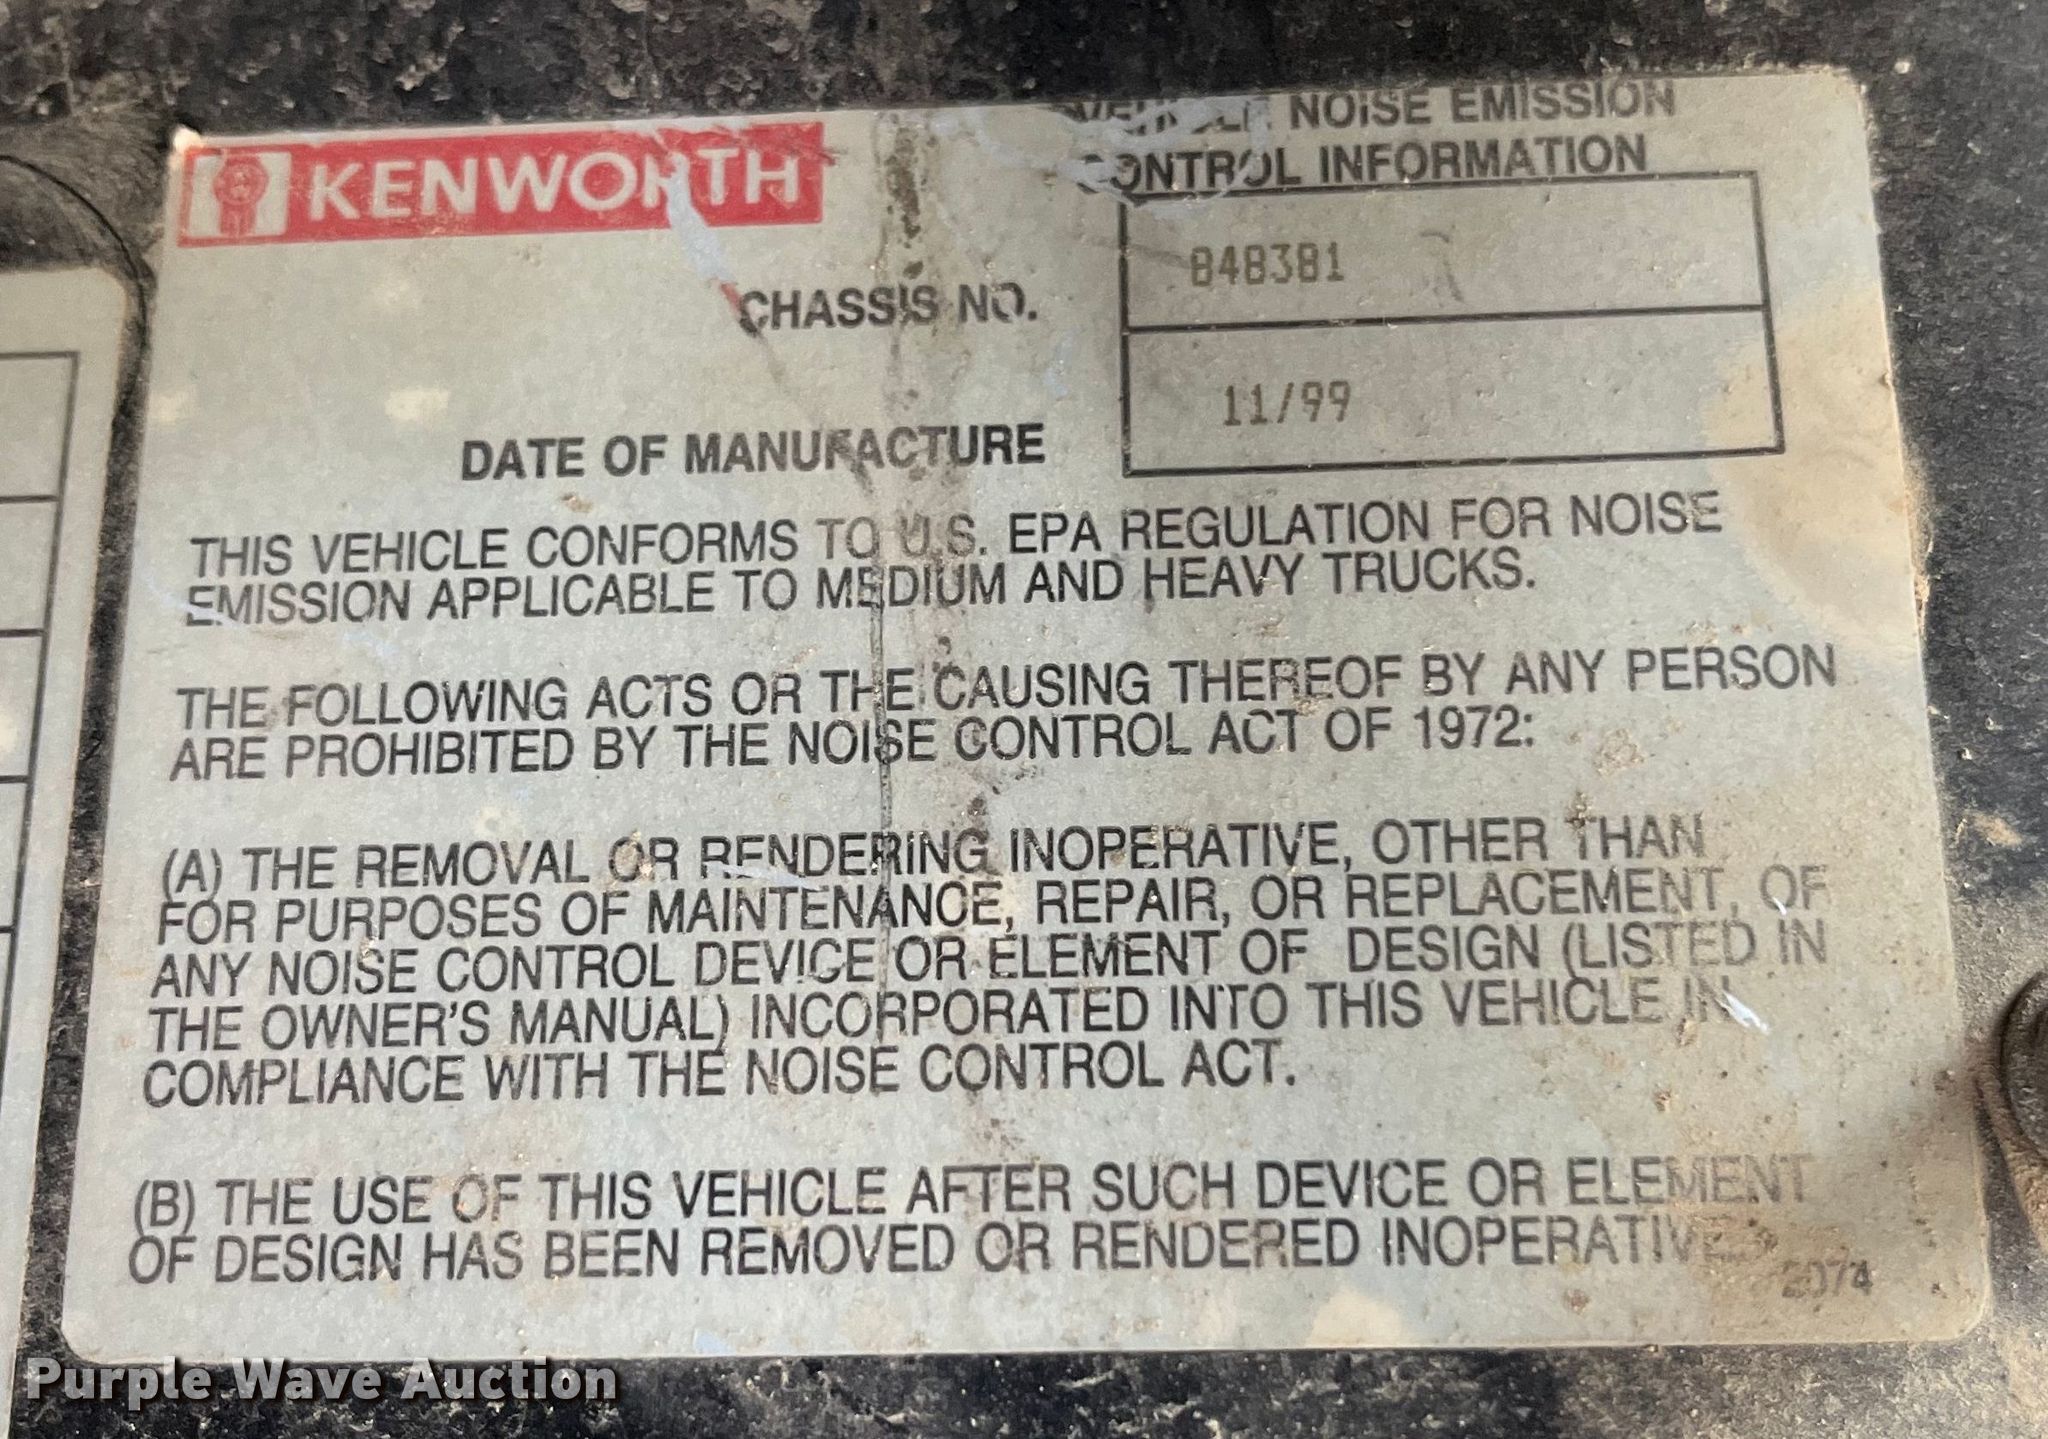 KENWORTH
VEHICLE NOISE EMISSION
CONTROL INFORMATION
CHASSIS NO.
848381
DATE OF MANUFACTURE
11/99
THIS VEHICLE CONFORMS TO U.S. EPA REGULATION FOR NOISE
EMISSION APPLICABLE TO MEDIUM AND HEAVY TRUCKS.
THE FOLLOWING ACTS OR THE CAUSING THEREOF BY ANY PERSON
ARE PROHIBITED BY THE NOISE CONTROL ACT OF 1972:
(A) THE REMOVAL OR RENDERING INOPERATIVE, OTHER THAN
FOR PURPOSES OF MAINTENANCE, REPAIR, OR REPLACEMENT, OF
ANY NOISE CONTROL DEVICE OR ELEMENT OF DESIGN (LISTED IN
THE OWNER'S MANUAL) INCORPORATED INTO THIS VEHICLE IN
COMPLIANCE WITH THE NOISE CONTROL ACT.
(B) THE USE OF THIS VEHICLE AFTER SUCH DEVICE OR ELEMENT
OF DESIGN HAS BEEN REMOVED OR RENDERED INOPERATIVE.
2074
Purple Wave Auction